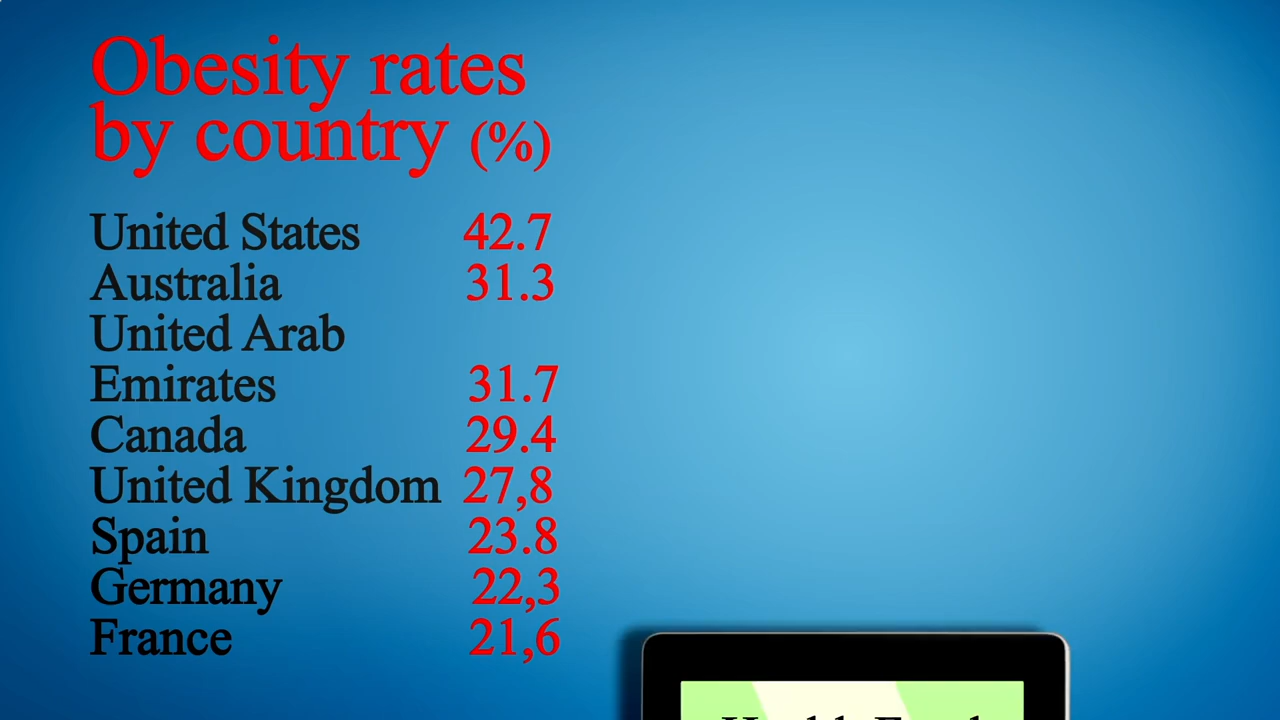 Obesity rates
by country (%)
United States 42.7
Australia 31.3
United Arab
Emirates 31.7
Canada 29.4
United Kingdom 27,8
Spain 23.8
Germany 22,3
France 21,6